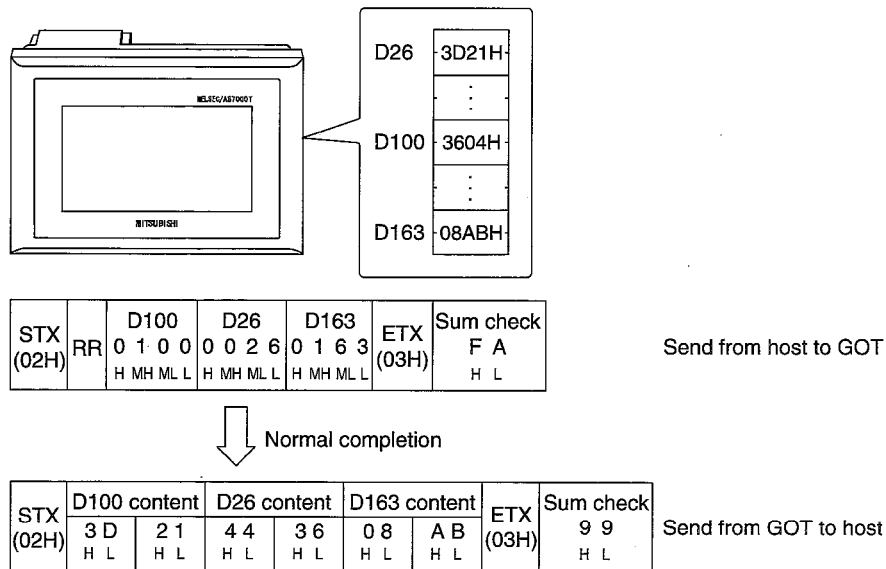 D26 3D21H
MELSEC/A8700GT
D100 3604H
MITSUBISHI
D163 08ABH
STX (02H) RR D100 D26 D163 ETX (03H) Sum check
0 1 0 0 0 0 2 6 0 1 6 3 F A
H MH ML L H MH ML L H MH ML L H L
Send from host to GOT
Normal completion
STX (02H) D100 content D26 content D163 content ETX (03H) Sum check
3 D 2 1 4 4 3 6 0 8 A B 9 9
H L H L H L H L H L H L H L
Send from GOT to host